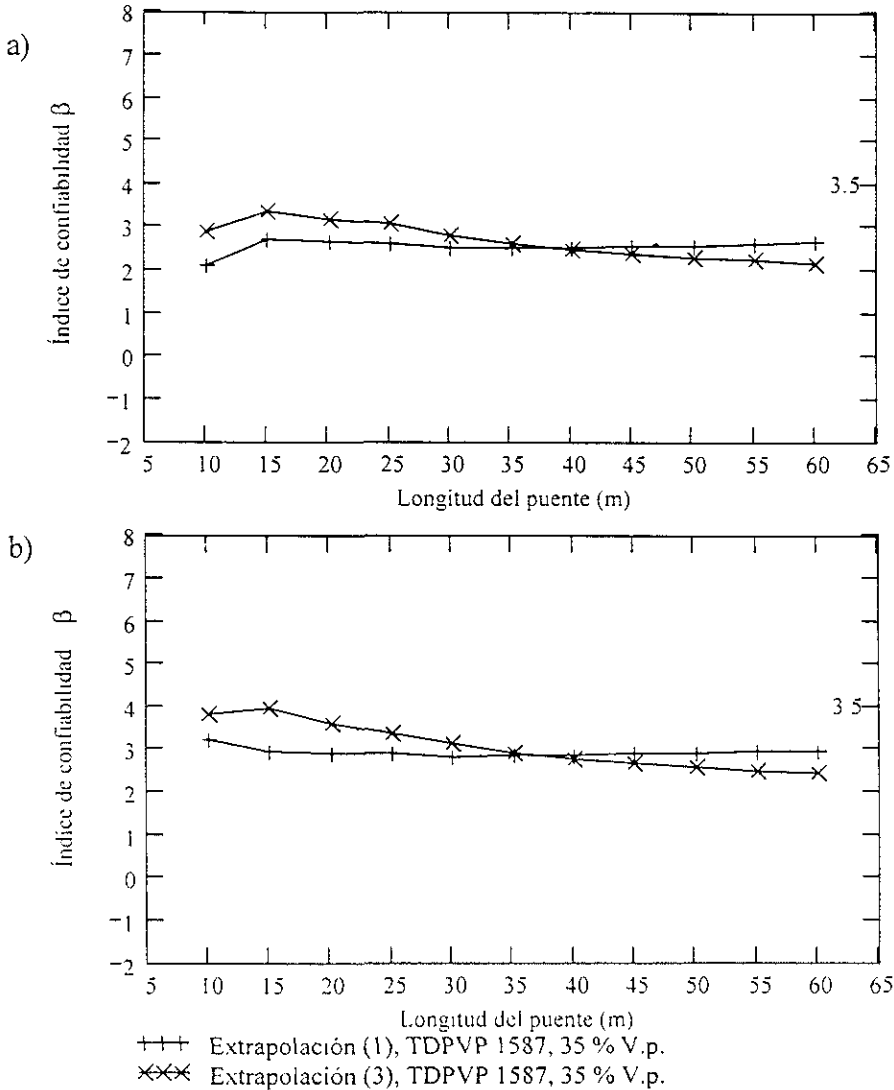 a)
Índice de confiabilidad β
8
7
6
5
4
3
2
1
0
−1
−2
3.5
5 10 15 20 25 30 35 40 45 50 55 60 65
Longitud del puente (m)
b)
Índice de confiabilidad β
8
7
6
5
4
3
2
1
0
−1
−2
3 5
5 10 15 20 25 30 35 40 45 50 55 60 65
Longitud del puente (m)
Extrapolación (1), TDPVP 1587, 35 % V.p.
Extrapolación (3), TDPVP 1587, 35 % V.p.